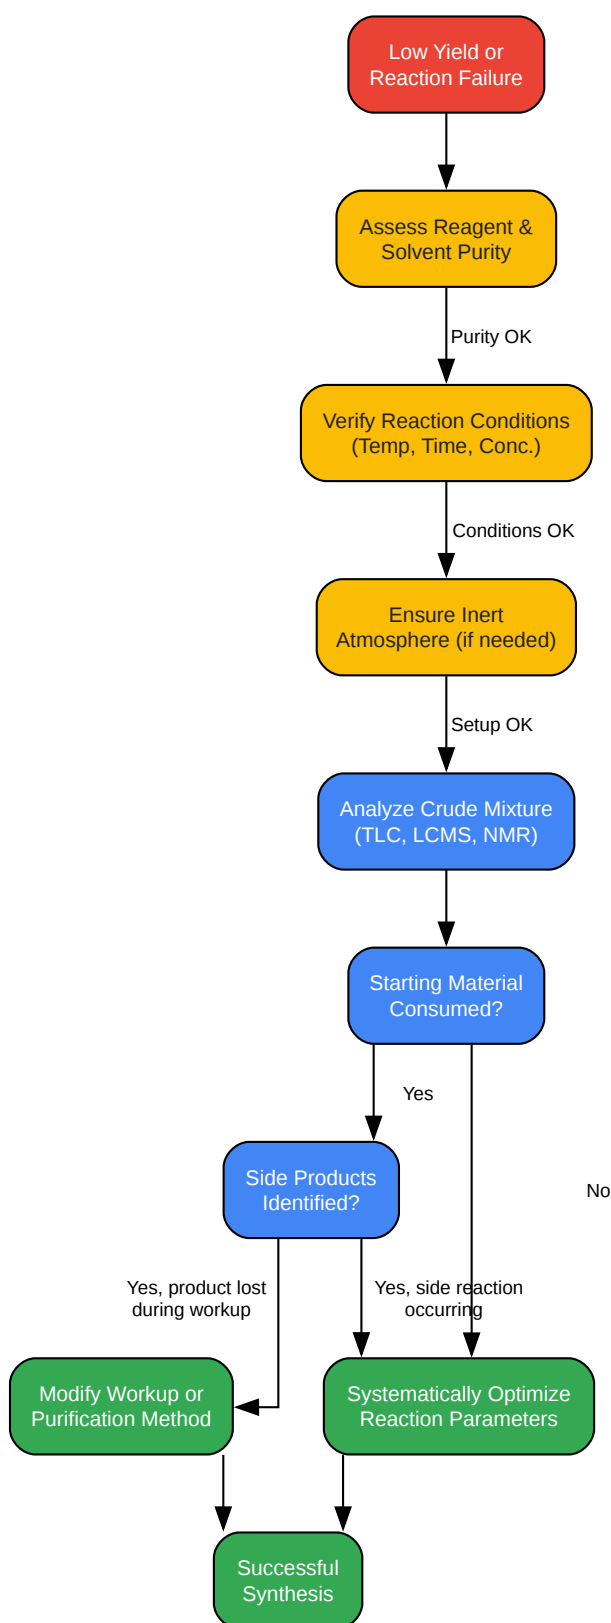 Low Yield or
Reaction Failure
Assess Reagent &
Solvent Purity
Purity OK
Verify Reaction Conditions
(Temp, Time, Conc.)
Conditions OK
Ensure Inert
Atmosphere (if needed)
Setup OK
Analyze Crude Mixture
(TLC, LCMS, NMR)
Starting Material
Consumed?
Yes
Side Products
Identified?
No
Yes, product lost
during workup
Yes, side reaction
occurring
Modify Workup or
Purification Method
Systematically Optimize
Reaction Parameters
Successful
Synthesis